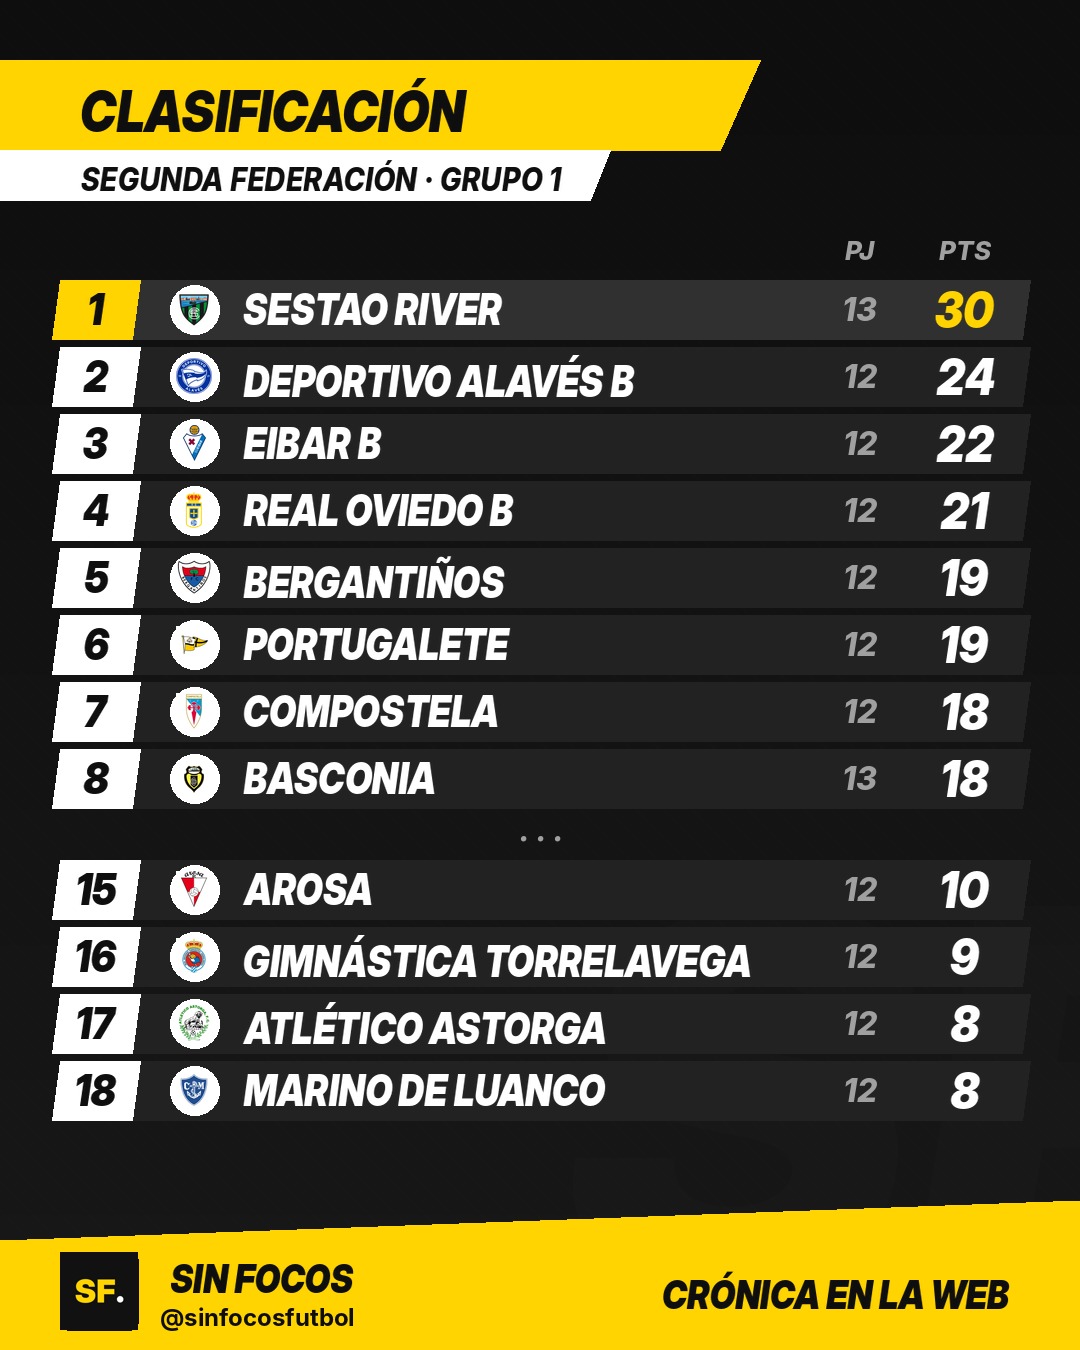 CLASIFICACIÓN
SEGUNDA FEDERACIÓN · GRUPO 1
PJ PTS
1 SESTAO RIVER 13 30
2 DEPORTIVO ALAVÉS B 12 24
3 EIBAR B 12 22
4 REAL OVIEDO B 12 21
5 BERGANTIÑOS 12 19
6 PORTUGALETE 12 19
7 COMPOSTELA 12 18
8 BASCONIA 13 18
...
15 AROSA 12 10
16 GIMNÁSTICA TORRELAVEGA 12 9
17 ATLÉTICO ASTORGA 12 8
18 MARINO DE LUANCO 12 8
SF. SIN FOCOS
@sinfocosfutbol
CRÓNICA EN LA WEB